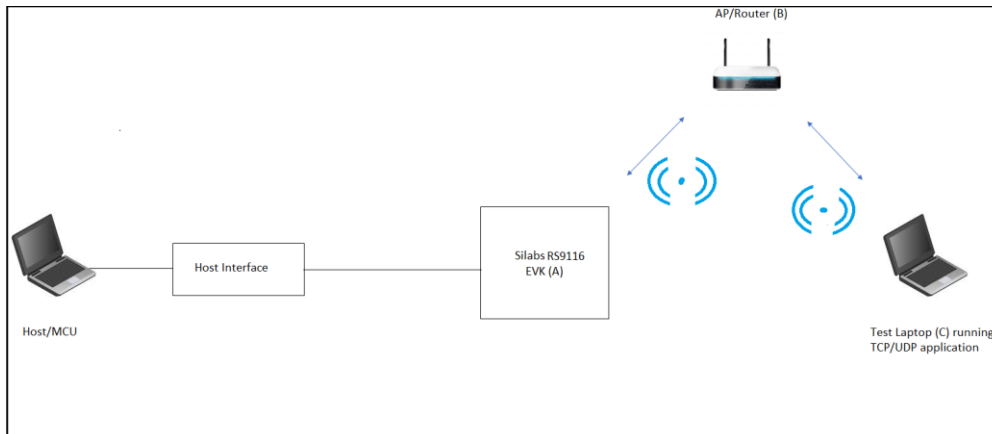 AP/Router (B)
Host Interface
Silabs RS9116
EVK (A)
Host/MCU
Test Laptop (C) running
TCP/UDP application